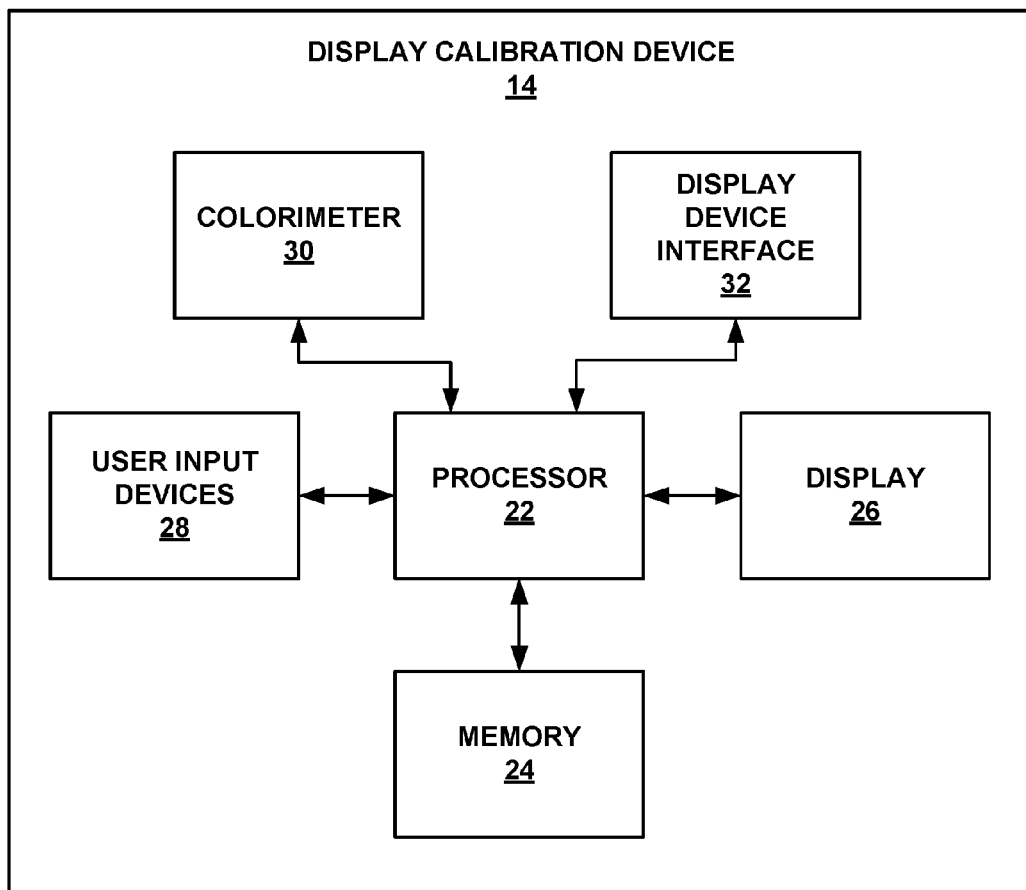 DISPLAY CALIBRATION DEVICE
14
COLORIMETER
30
DISPLAY
DEVICE
INTERFACE
32
USER INPUT
DEVICES
28
PROCESSOR
22
DISPLAY
26
MEMORY
24